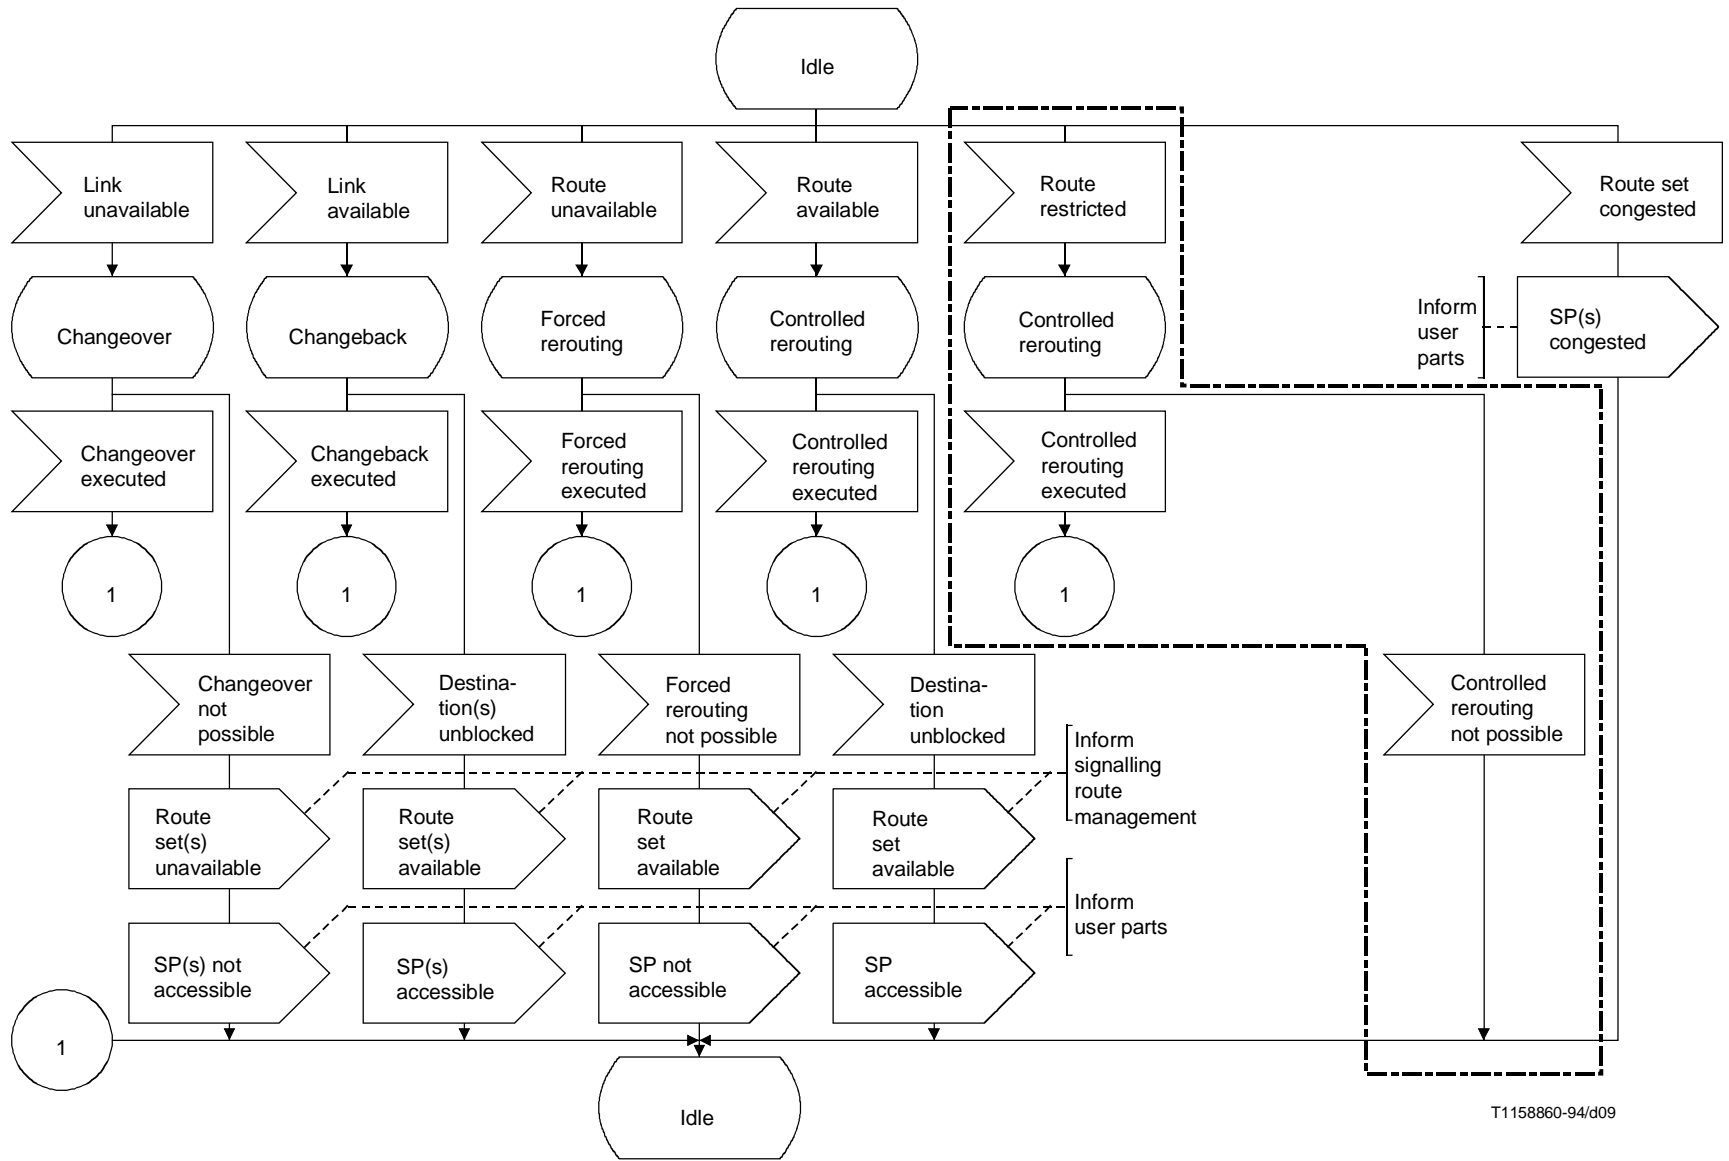 Idle
Link
unavailable
Link
available
Route
unavailable
Route
available
Route
restricted
Route set
congested
Changeover
Changeback
Forced
rerouting
Controlled
rerouting
Controlled
rerouting
Inform
user
parts
SP(s)
congested
Changeover
executed
Changeback
executed
Forced
rerouting
executed
Controlled
rerouting
executed
Controlled
rerouting
executed
1
1
1
1
1
Changeover
not
possible
Destina-
tion(s)
unblocked
Forced
rerouting
not possible
Destina-
tion
unblocked
Controlled
rerouting
not possible
Inform
signalling
route
management
Route
set(s)
unavailable
Route
set(s)
available
Route
set
available
Route
set
available
Inform
user parts
SP(s) not
accessible
SP(s)
accessible
SP not
accessible
SP
accessible
1
Idle
T1158860-94/d09